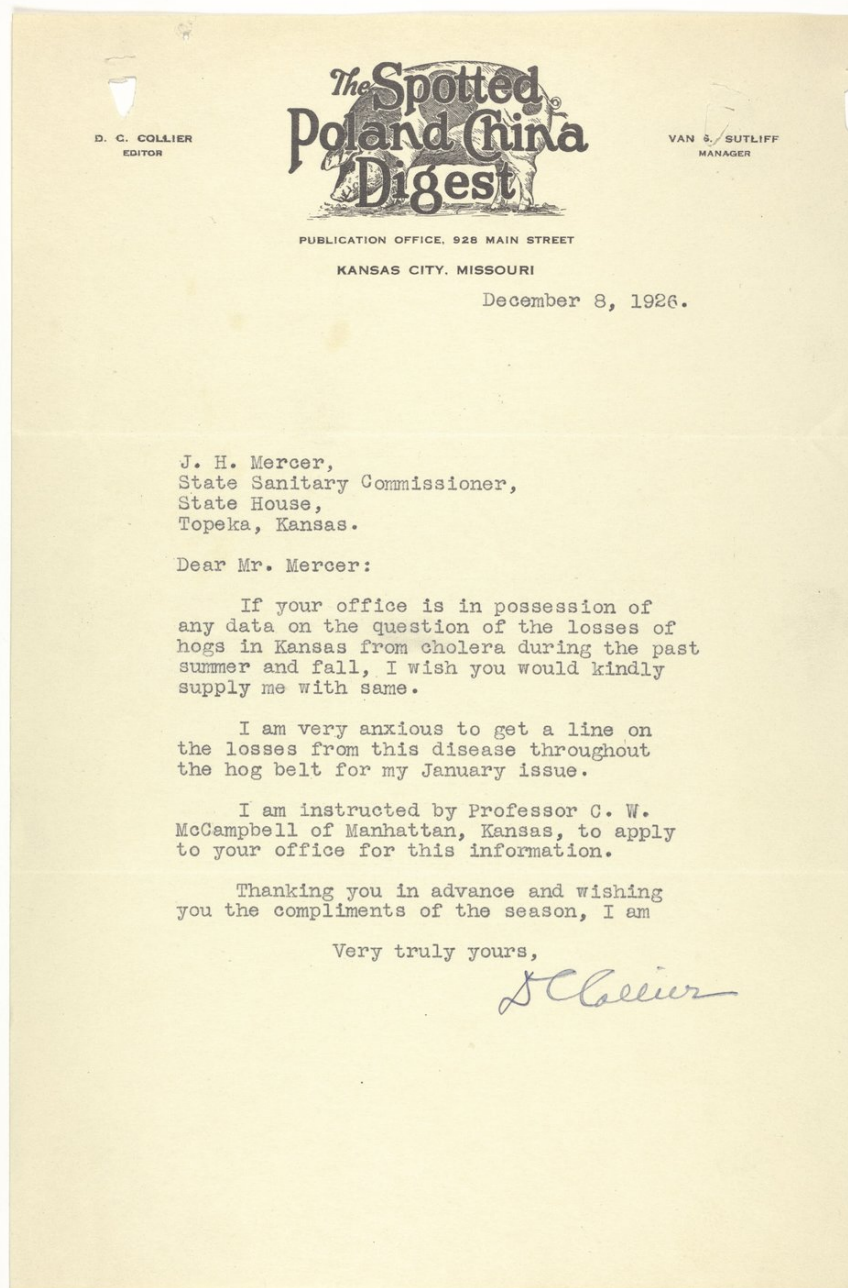 The Spotted
Poland China
Digest
D. C. COLLIER
EDITOR
VAN S. SUTLIFF
MANAGER
PUBLICATION OFFICE, 928 MAIN STREET
KANSAS CITY, MISSOURI
December 8, 1926.
J. H. Mercer,
State Sanitary Commissioner,
State House,
Topeka, Kansas.
Dear Mr. Mercer:
If your office is in possession of
any data on the question of the losses of
hogs in Kansas from cholera during the past
summer and fall, I wish you would kindly
supply me with same.
I am very anxious to get a line on
the losses from this disease throughout
the hog belt for my January issue.
I am instructed by Professor C. W.
McCampbell of Manhattan, Kansas, to apply
to your office for this information.
Thanking you in advance and wishing
you the compliments of the season, I am
Very truly yours,
D C Collier